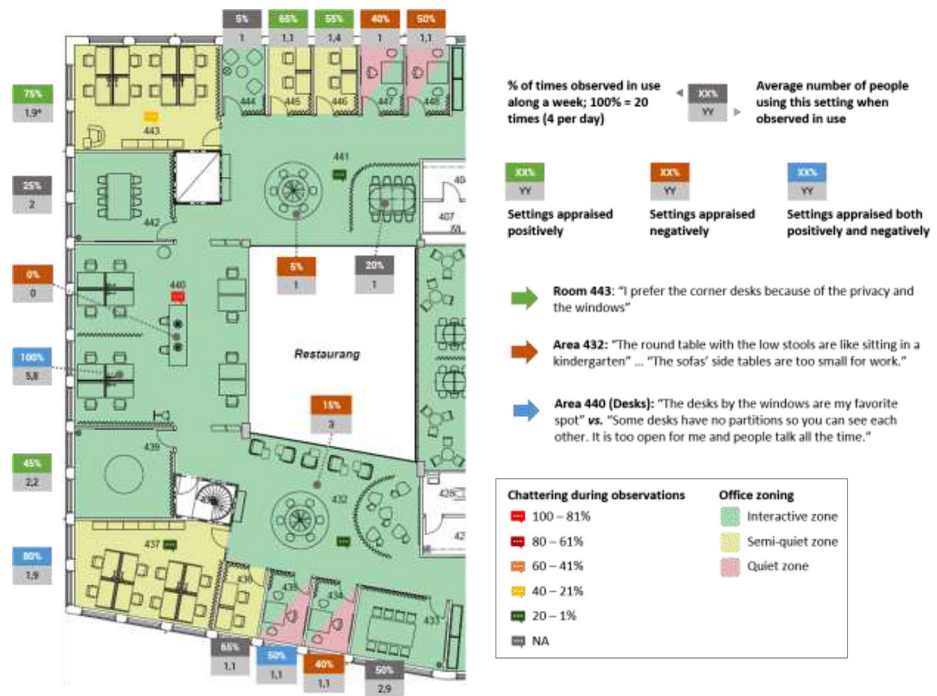 5%
1
65%
1,1
55%
1,4
40%
1
50%
1,1
75%
1.9*
444
445
446
447
448
443
441
25%
2
442
407
0%
0
440
5%
1
20%
1
100%
5,8
Restaurang
15%
3
439
45%
2,2
432
437
80%
1,9
436
435
434
433
65%
1,1
50%
1,1
40%
1,1
50%
2,9
% of times observed in use
along a week; 100% = 20
times (4 per day)
XX%
YY
Average number of people
using this setting when
observed in use
XX%
YY
Settings appraised
positively
XX%
YY
Settings appraised
negatively
XX%
YY
Settings appraised both
positively and negatively
Room 443: “I prefer the corner desks because of the privacy and
the windows”
Area 432: “The round table with the low stools are like sitting in a
kindergarten” ... “The sofas’ side tables are too small for work.”
Area 440 (Desks): “The desks by the windows are my favorite
spot” vs. “Some desks have no partitions so you can see each
other. It is too open for me and people talk all the time.”
Chattering during observations
100 – 81%
80 – 61%
60 – 41%
40 – 21%
20 – 1%
NA
Office zoning
Interactive zone
Semi-quiet zone
Quiet zone